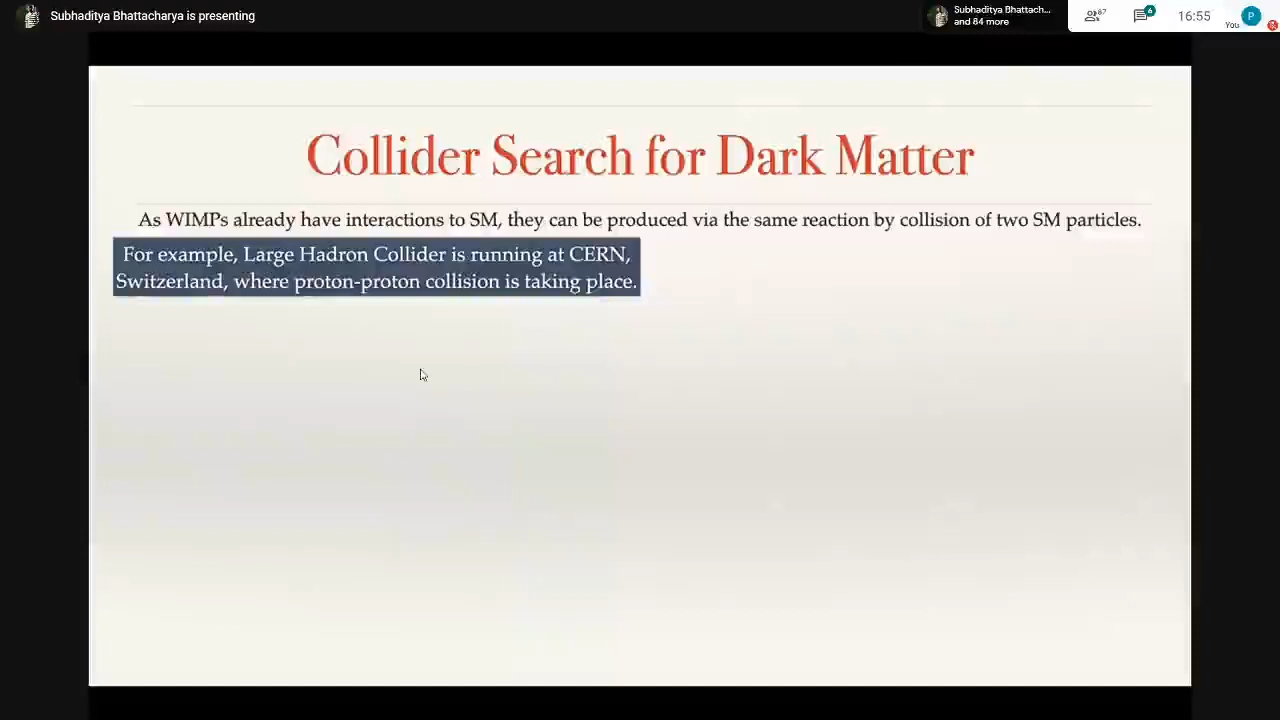 Subhaditya Bhattacharya is presenting
Subhaditya Bhattach...
and 84 more
87
6
16:55
You
P
Collider Search for Dark Matter
As WIMPs already have interactions to SM, they can be produced via the same reaction by collision of two SM particles.
For example, Large Hadron Collider is running at CERN,
Switzerland, where proton-proton collision is taking place.